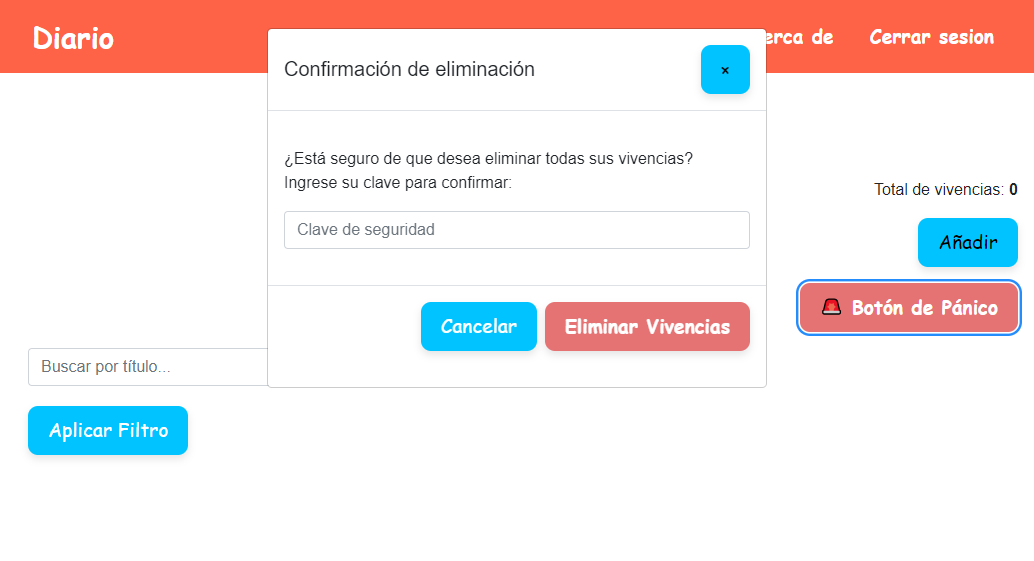 Diario
erca de
Cerrar sesion
Confirmación de eliminación
×
¿Está seguro de que desea eliminar todas sus vivencias?
Ingrese su clave para confirmar:
Clave de seguridad
Cancelar
Eliminar Vivencias
Total de vivencias: 0
Añadir
Botón de Pánico
Buscar por título...
Aplicar Filtro